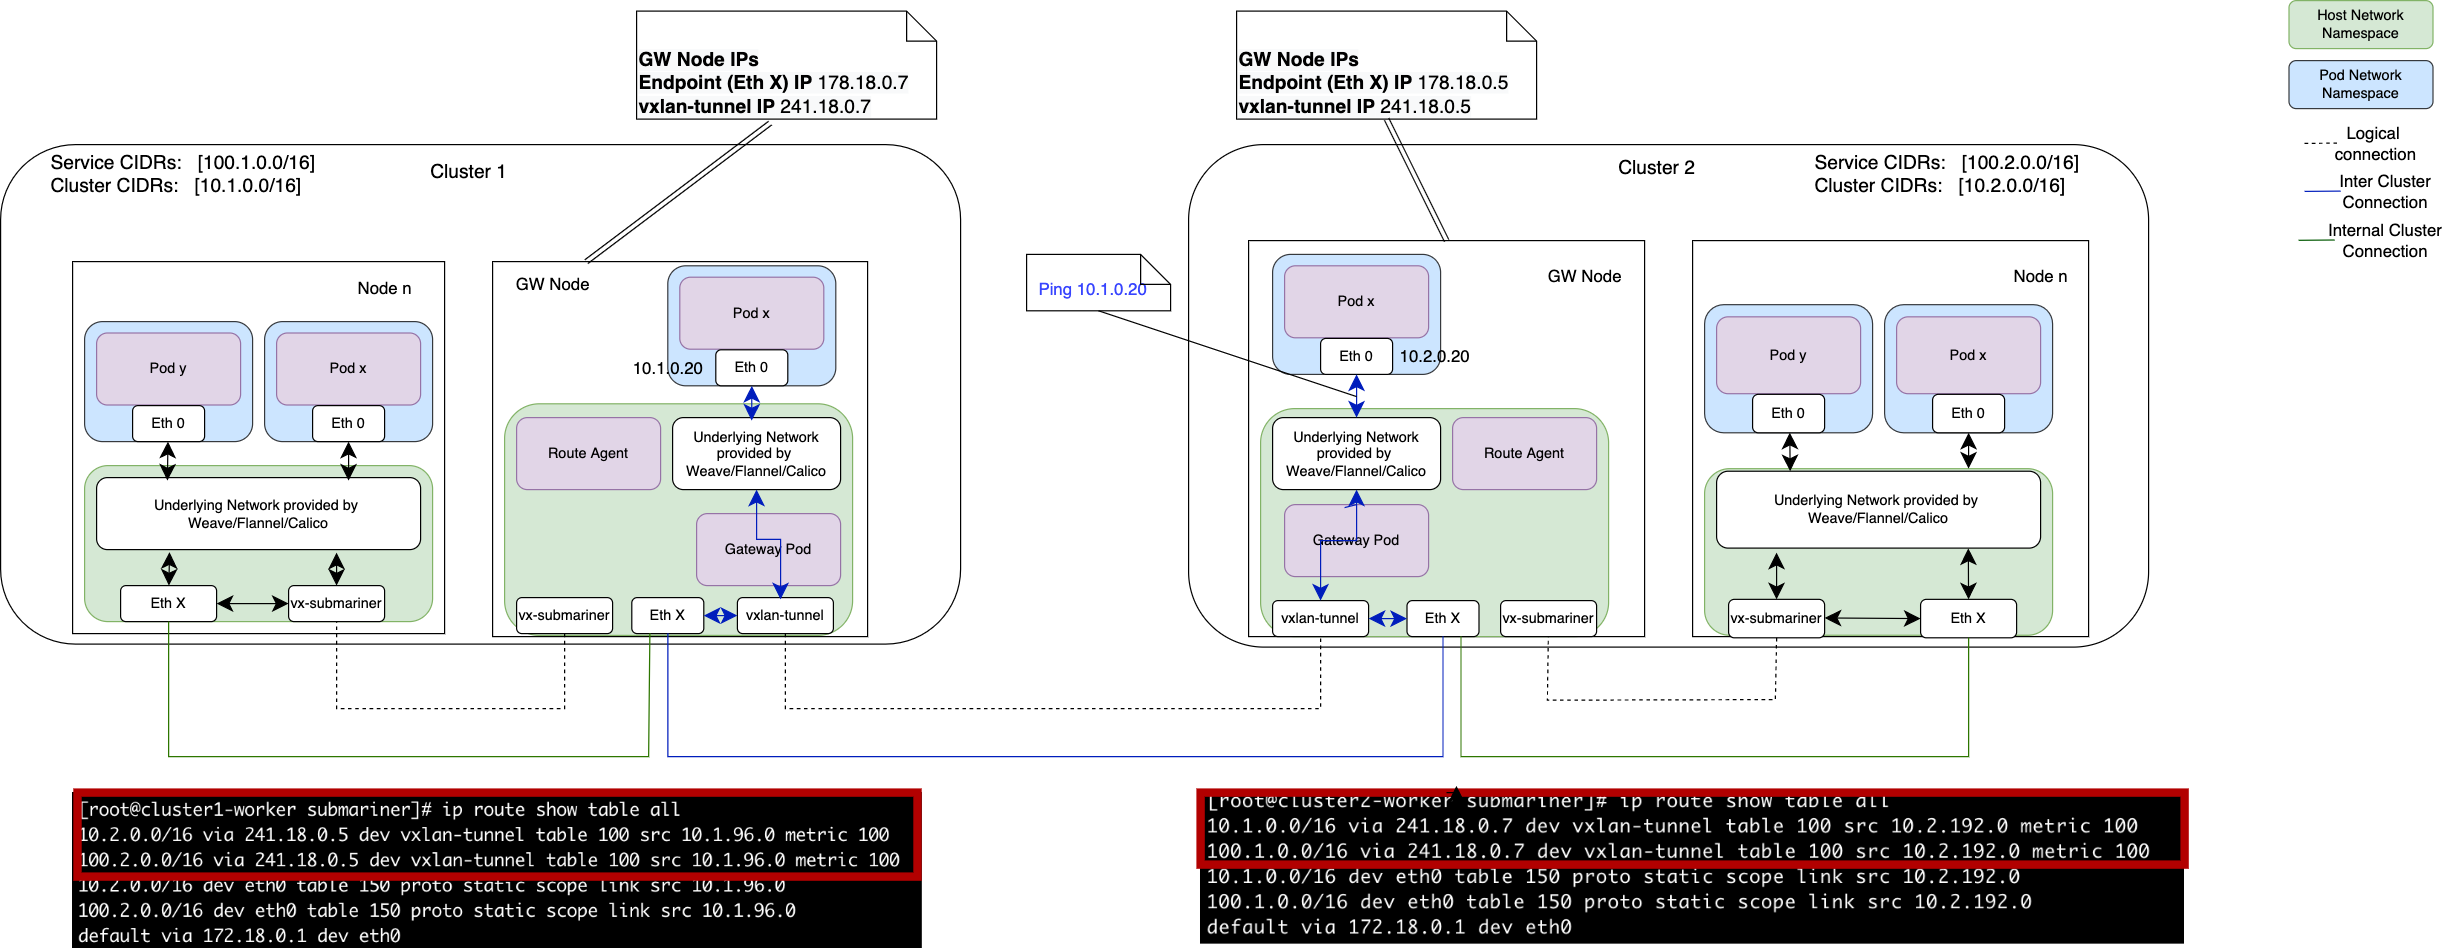 GW Node IPs
Endpoint (Eth X) IP 178.18.0.7
vxlan-tunnel IP 241.18.0.7
GW Node IPs
Endpoint (Eth X) IP 178.18.0.5
vxlan-tunnel IP 241.18.0.5
Host Network
Namespace
Pod Network
Namespace
Logical
connection
Inter Cluster
Connection
Internal Cluster
Connection
Service CIDRs: [100.1.0.0/16]
Cluster CIDRs: [10.1.0.0/16]
Cluster 1
Node n
Pod y
Eth 0
Pod x
Eth 0
Underlying Network provided by
Weave/Flannel/Calico
Eth X
vx-submariner
GW Node
Pod x
10.1.0.20
Eth 0
Route Agent
Underlying Network
provided by
Weave/Flannel/Calico
Gateway Pod
vx-submariner
Eth X
vxlan-tunnel
Ping 10.1.0.20
Cluster 2
Service CIDRs: [100.2.0.0/16]
Cluster CIDRs: [10.2.0.0/16]
GW Node
Pod x
Eth 0
10.2.0.20
Underlying Network
provided by
Weave/Flannel/Calico
Route Agent
Gateway Pod
vxlan-tunnel
Eth X
vx-submariner
Node n
Pod y
Eth 0
Pod x
Eth 0
Underlying Network provided by
Weave/Flannel/Calico
vx-submariner
Eth X
[root@cluster1-worker submariner]# ip route show table all
10.2.0.0/16 via 241.18.0.5 dev vxlan-tunnel table 100 src 10.1.96.0 metric 100
100.2.0.0/16 via 241.18.0.5 dev vxlan-tunnel table 100 src 10.1.96.0 metric 100
10.2.0.0/16 dev eth0 table 150 proto static scope link src 10.1.96.0
100.2.0.0/16 dev eth0 table 150 proto static scope link src 10.1.96.0
default via 172.18.0.1 dev eth0
[root@cluster2-worker submariner]# ip route show table all
10.1.0.0/16 via 241.18.0.7 dev vxlan-tunnel table 100 src 10.2.192.0 metric 100
100.1.0.0/16 via 241.18.0.7 dev vxlan-tunnel table 100 src 10.2.192.0 metric 100
10.1.0.0/16 dev eth0 table 150 proto static scope link src 10.2.192.0
100.1.0.0/16 dev eth0 table 150 proto static scope link src 10.2.192.0
default via 172.18.0.1 dev eth0